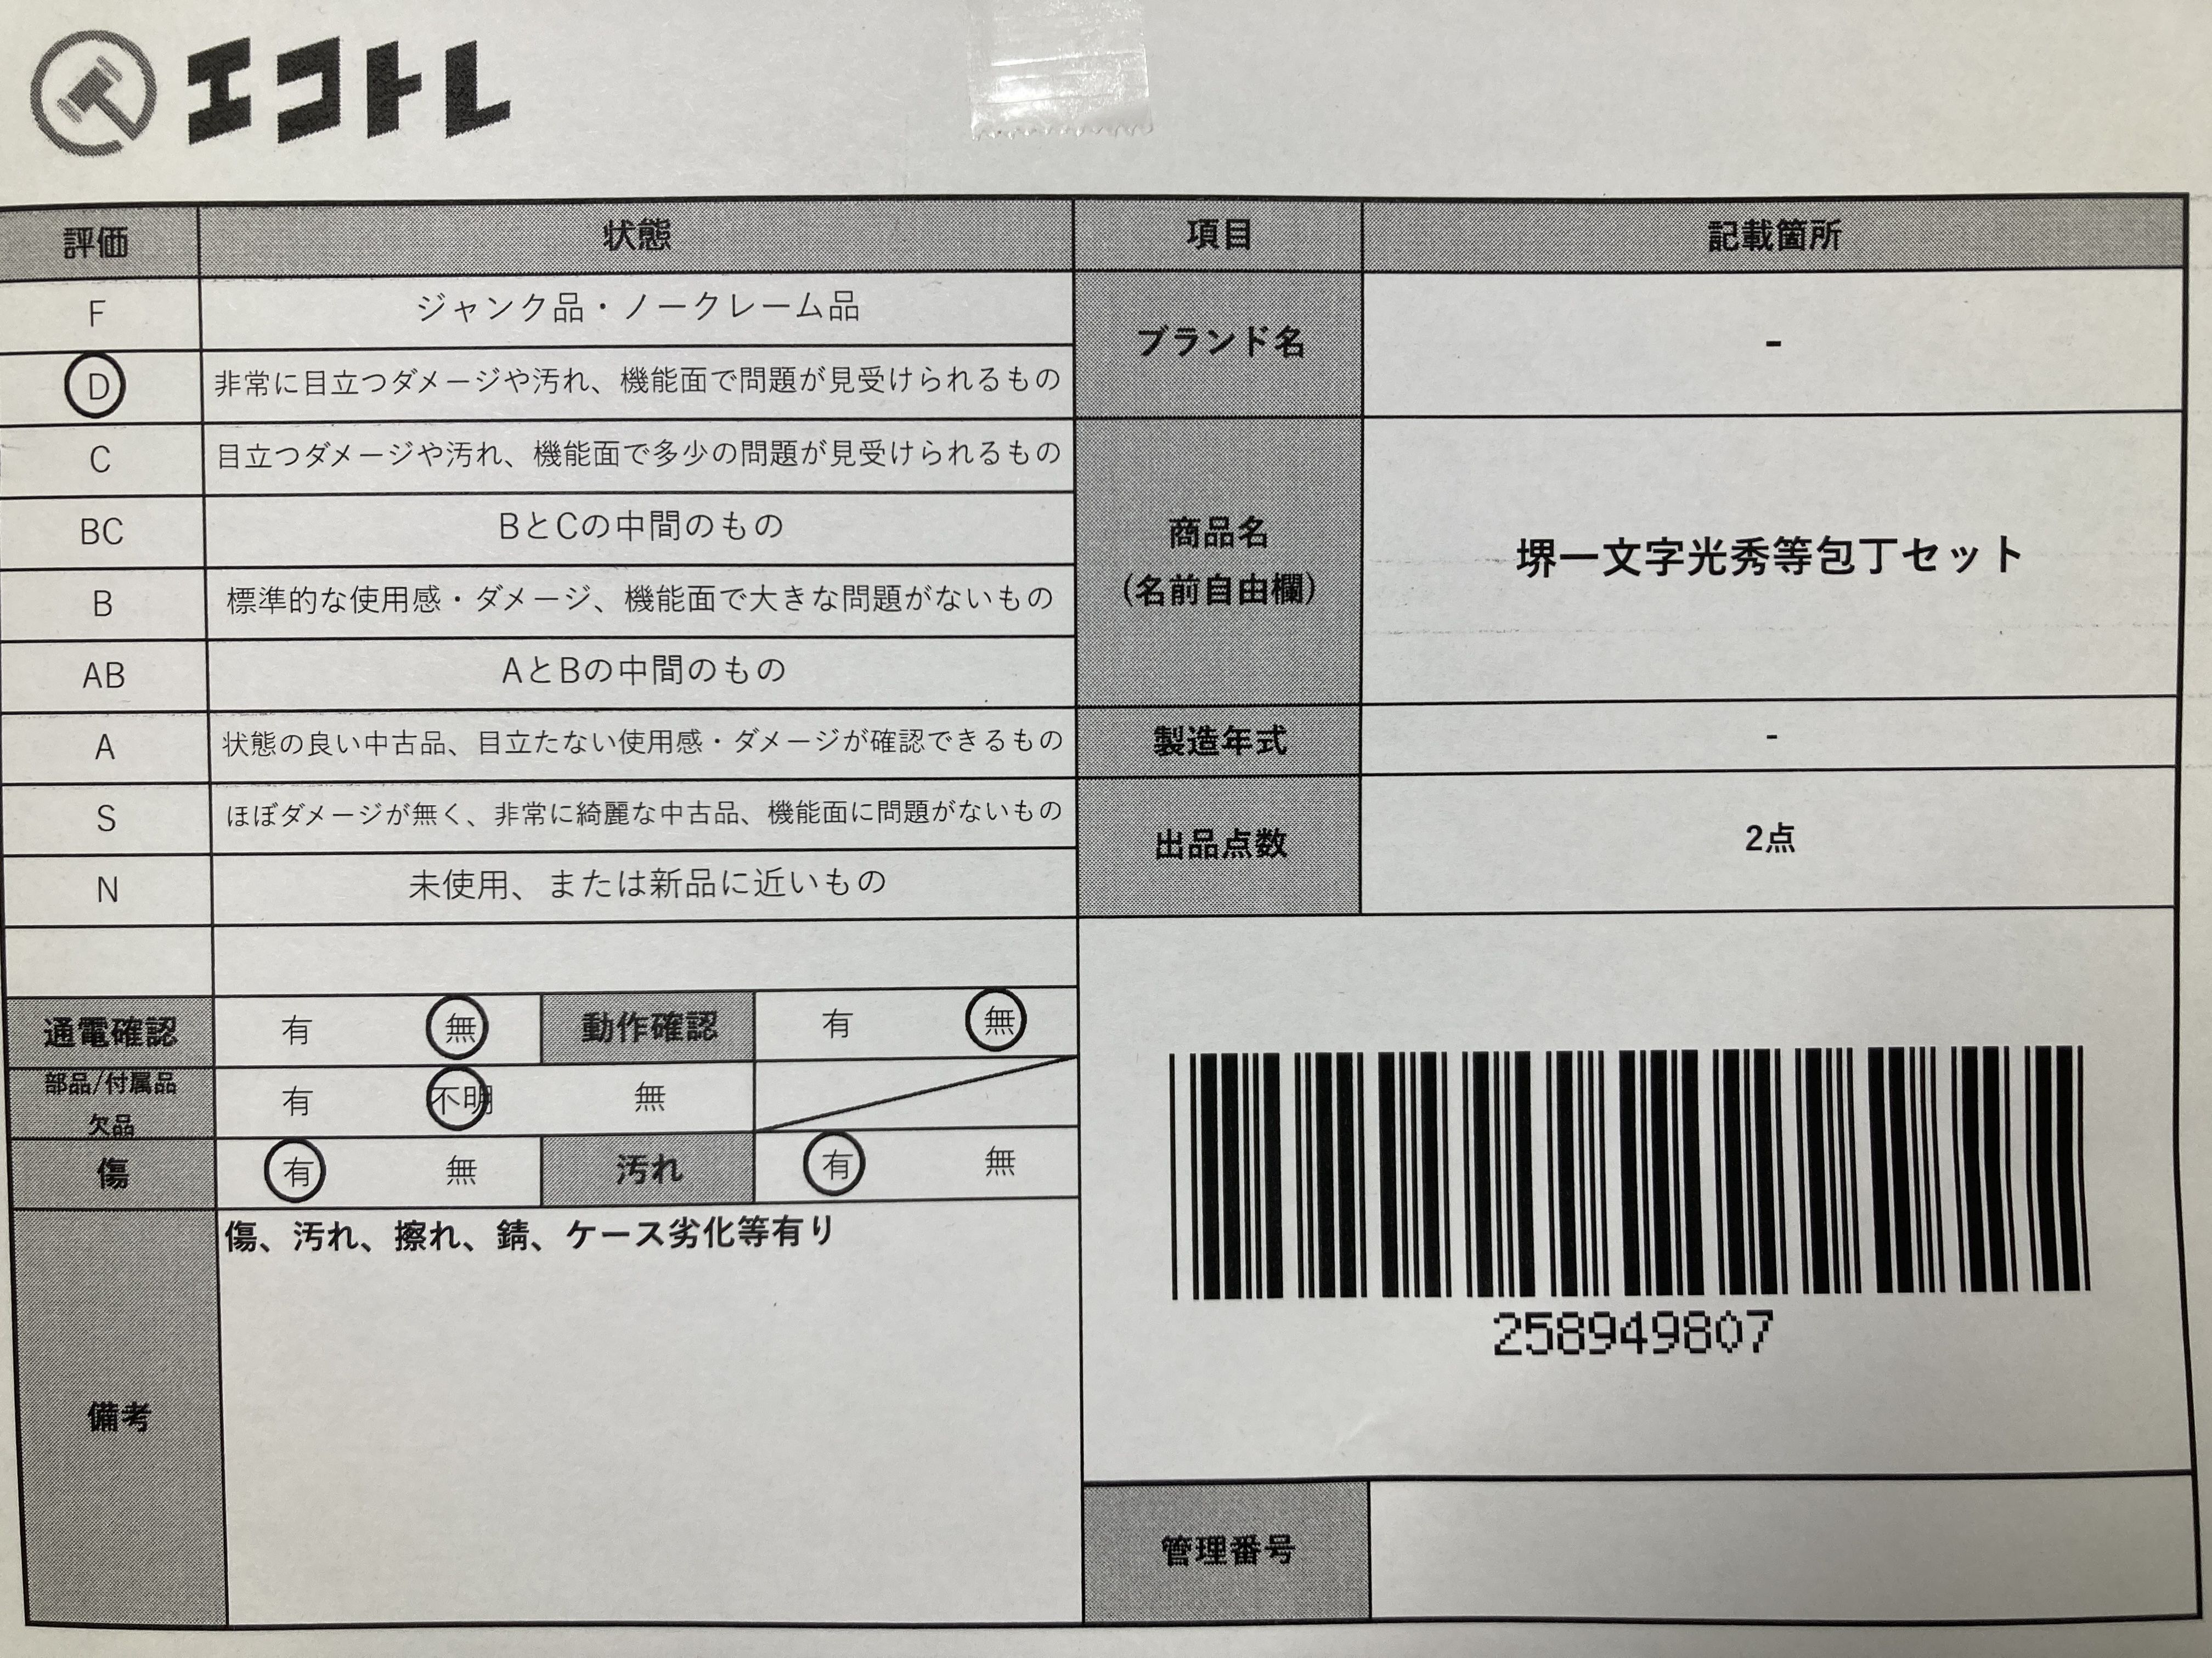 エコトレ
評価 状態 項目 記載箇所
F ジャンク品・ノークレーム品
D 非常に目立つダメージや汚れ、機能面で問題が見受けられるもの
ブランド名 -
C 目立つダメージや汚れ、機能面で多少の問題が見受けられるもの
BC BとCの中間のもの
B 標準的な使用感・ダメージ、機能面で大きな問題がないもの
AB AとBの中間のもの
商品名
(名前自由欄)
堺一文字光秀等包丁セット
A 状態の良い中古品、目立たない使用感・ダメージが確認できるもの
製造年式 -
S ほぼダメージが無く、非常に綺麗な中古品、機能面に問題がないもの
N 未使用、または新品に近いもの
出品点数 2点
通電確認 有 無 動作確認 有 無
部品/付属品
欠品
有 不明 無
傷 有 無 汚れ 有 無
備考
傷、汚れ、擦れ、錆、ケース劣化等有り
258949807
管理番号